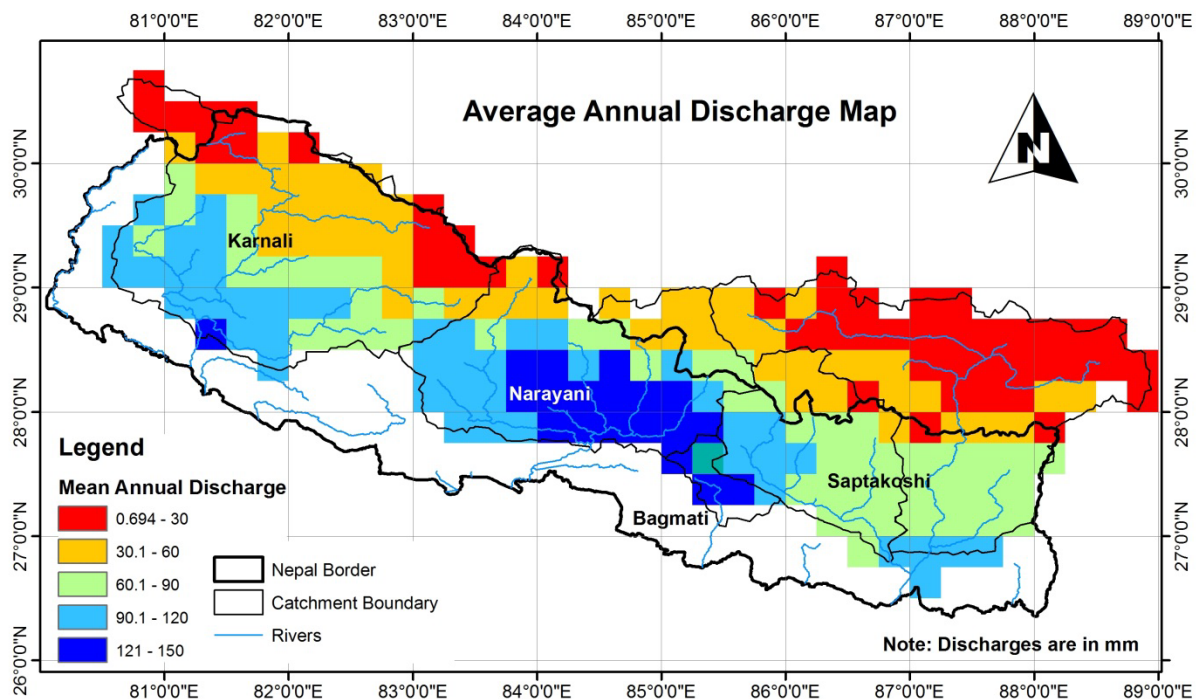 81°0'0"E 82°0'0"E 83°0'0"E 84°0'0"E 85°0'0"E 86°0'0"E 87°0'0"E 88°0'0"E 89°0'0"E
Average Annual Discharge Map
N
30°0'0"N 30°0'0"N
Karnali
29°0'0"N 29°0'0"N
Narayani
28°0'0"N 28°0'0"N
Legend
Mean Annual Discharge
Saptakoshi
0.694 - 30
Bagmati
27°0'0"N 27°0'0"N
30.1 - 60
Nepal Border
60.1 - 90
Catchment Boundary
90.1 - 120
Rivers
121 - 150
Note: Discharges are in mm
26°0'0"N 26°0'0"N
81°0'0"E 82°0'0"E 83°0'0"E 84°0'0"E 85°0'0"E 86°0'0"E 87°0'0"E 88°0'0"E 89°0'0"E